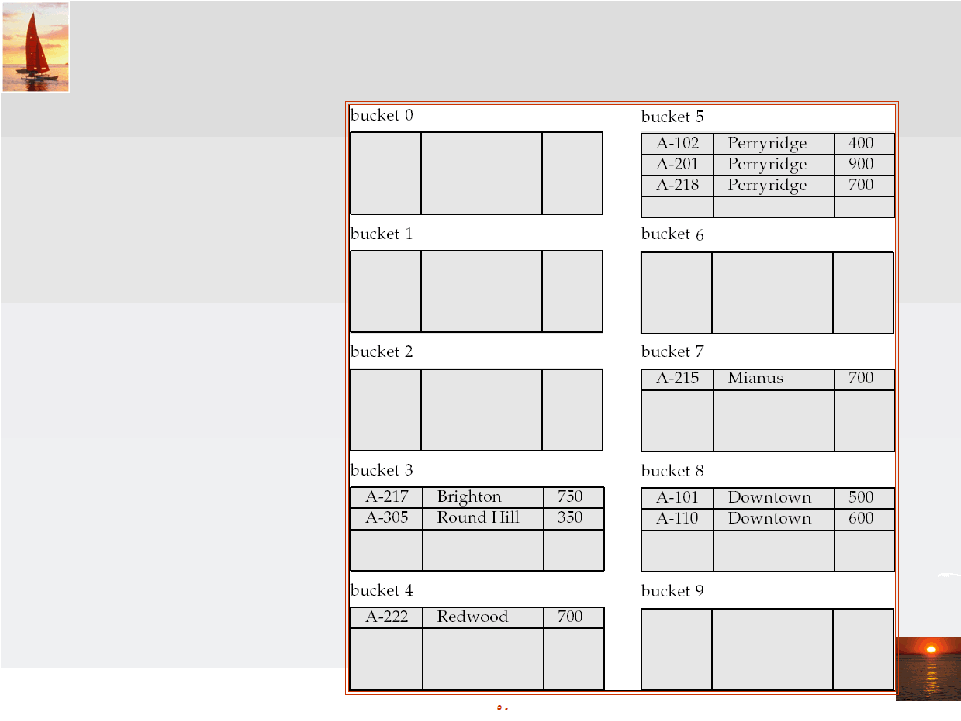 bucket 0
bucket 1
bucket 2
bucket 3
A-217 Brighton 750
A-305 Round Hill 350
bucket 4
A-222 Redwood 700
bucket 5
A-102 Perryridge 400
A-201 Perryridge 900
A-218 Perryridge 700
bucket 6
bucket 7
A-215 Mianus 700
bucket 8
A-101 Downtown 500
A-110 Downtown 600
bucket 9